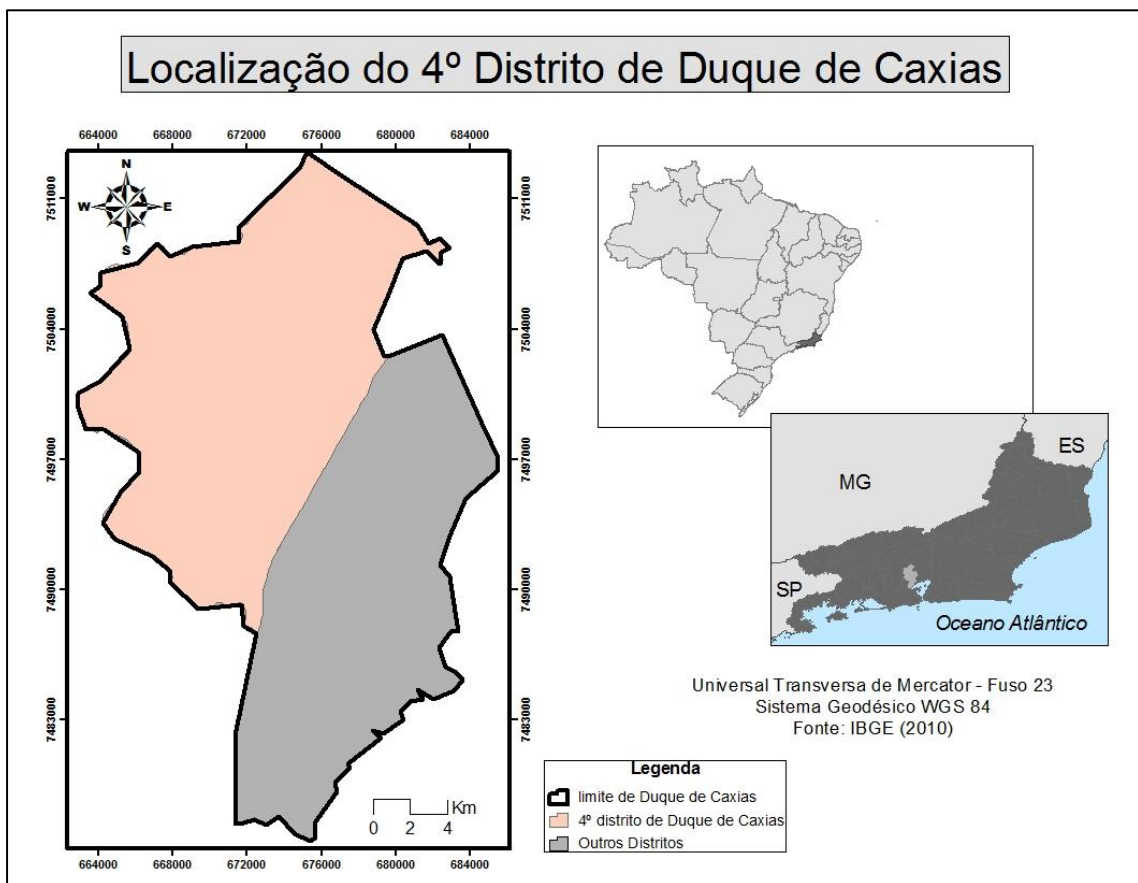 Localização do 4º Distrito de Duque de Caxias
664000 668000 672000 676000 680000 684000
N
W E
S
7511000 7511000
7504000 7504000
7497000 7497000
7490000 7490000
7483000 7483000
Km
0 2 4
664000 668000 672000 676000 680000 684000
ES
MG
SP
Oceano Atlântico
Universal Transversa de Mercator - Fuso 23
Sistema Geodésico WGS 84
Fonte: IBGE (2010)
Legenda
limite de Duque de Caxias
4º distrito de Duque de Caxias
Outros Distritos